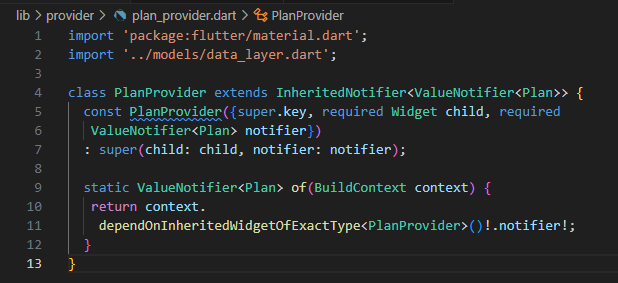 lib > provider > plan_provider.dart > PlanProvider
1 import 'package:flutter/material.dart';
2 import '../models/data_layer.dart';
3
4 class PlanProvider extends InheritedNotifier<ValueNotifier<Plan>> {
5 const PlanProvider({super.key, required Widget child, required
6 ValueNotifier<Plan> notifier})
7 : super(child: child, notifier: notifier);
8
9 static ValueNotifier<Plan> of(BuildContext context) {
10 return context.
11 dependOnInheritedWidgetOfExactType<PlanProvider>()!.notifier!;
12 }
13 }